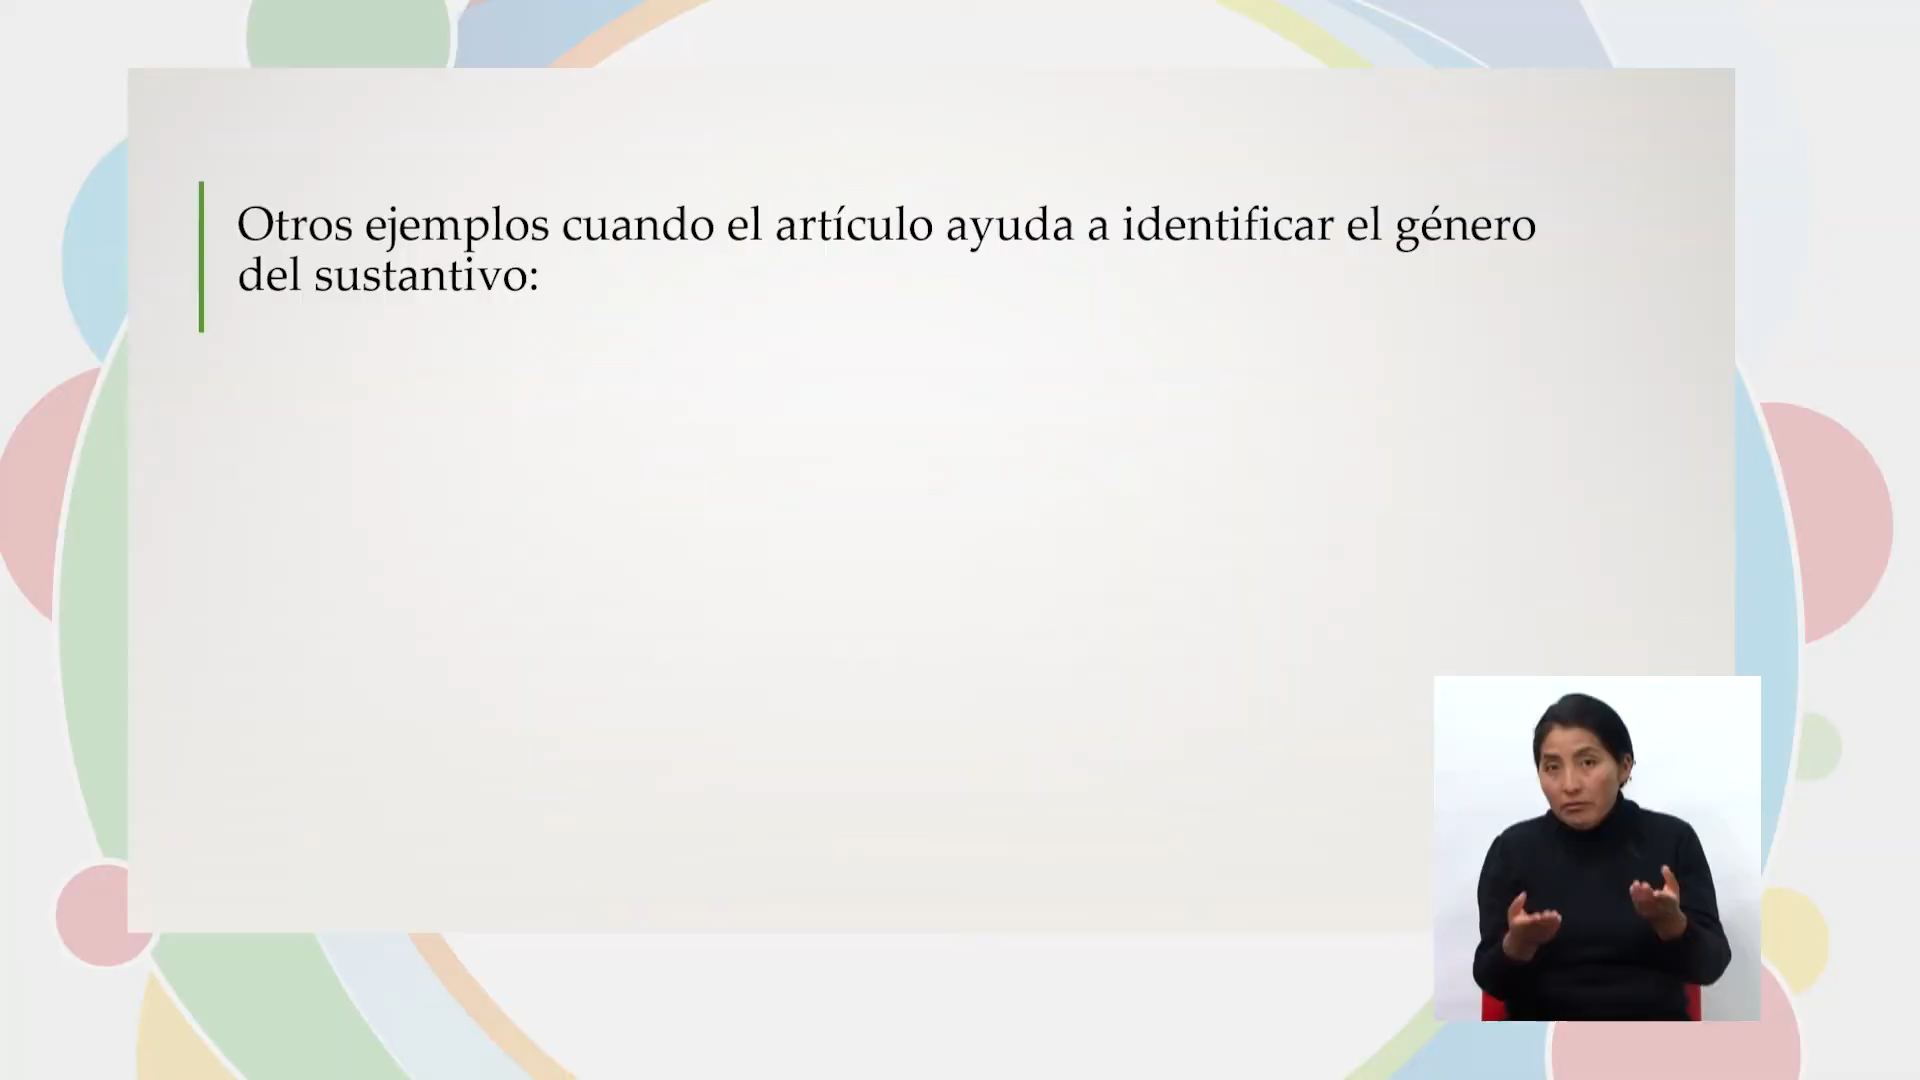 Otros ejemplos cuando el artículo ayuda a identificar el género
del sustantivo: